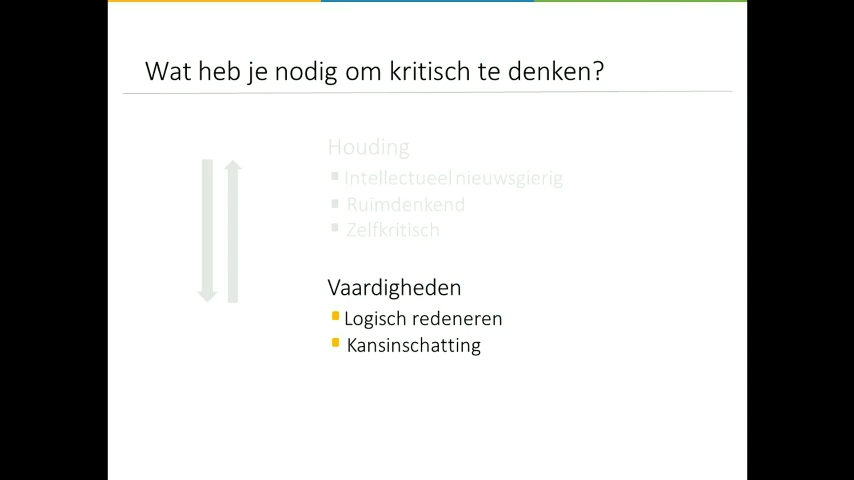 Wat heb je nodig om kritisch te denken?
Houding
Intellectueel nieuwsgierig
Ruimdenkend
Zelfkritisch
Vaardigheden
Logisch redeneren
Kansinschatting